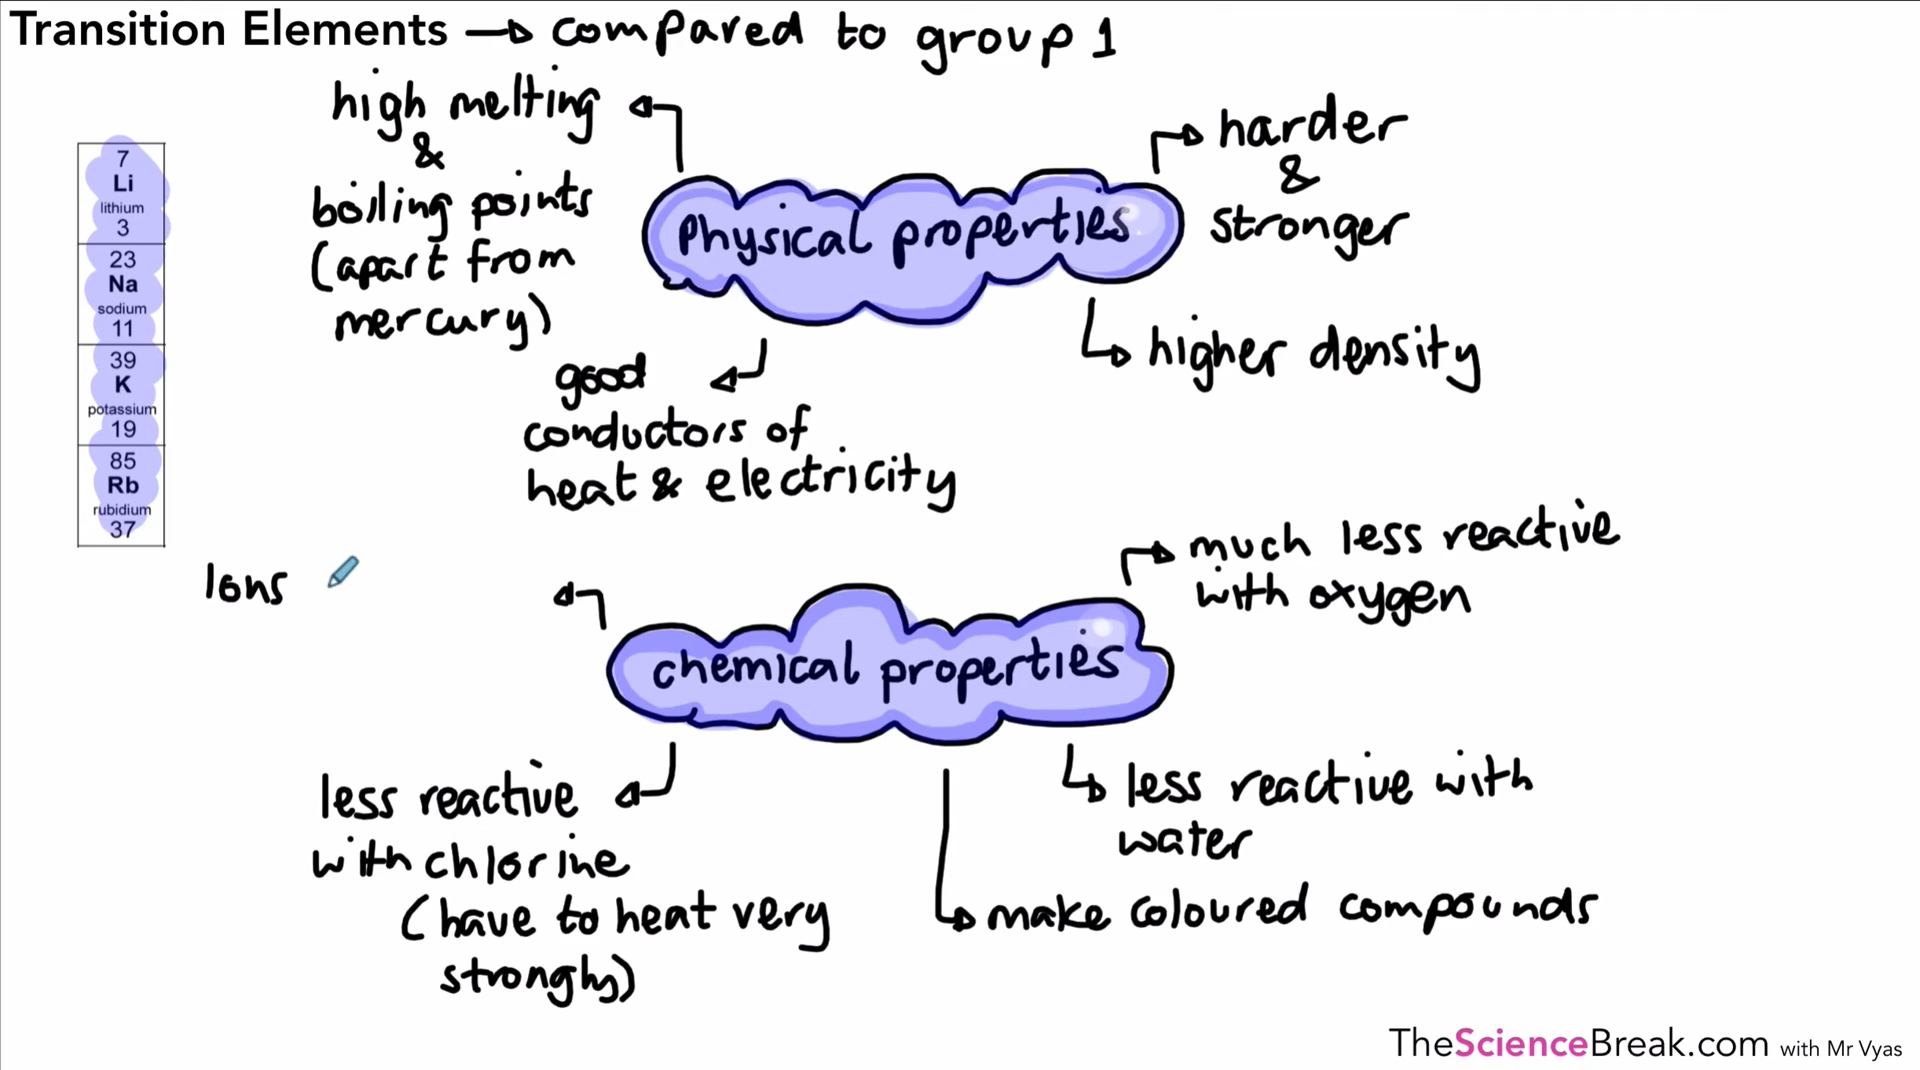 Transition Elements → compared to group 1
high melting
&
boiling points
(apart from
mercury)
harder
&
stronger
7
Li
lithium
3
23
Na
sodium
11
39
K
potassium
19
85
Rb
rubidium
37
physical properties
higher density
good
conductors of
heat & electricity
Ions
much less reactive
with oxygen
chemical properties
less reactive
with chlorine
(have to heat very
strongly)
less reactive with
water
make coloured compounds
TheScienceBreak.com with Mr Vyas